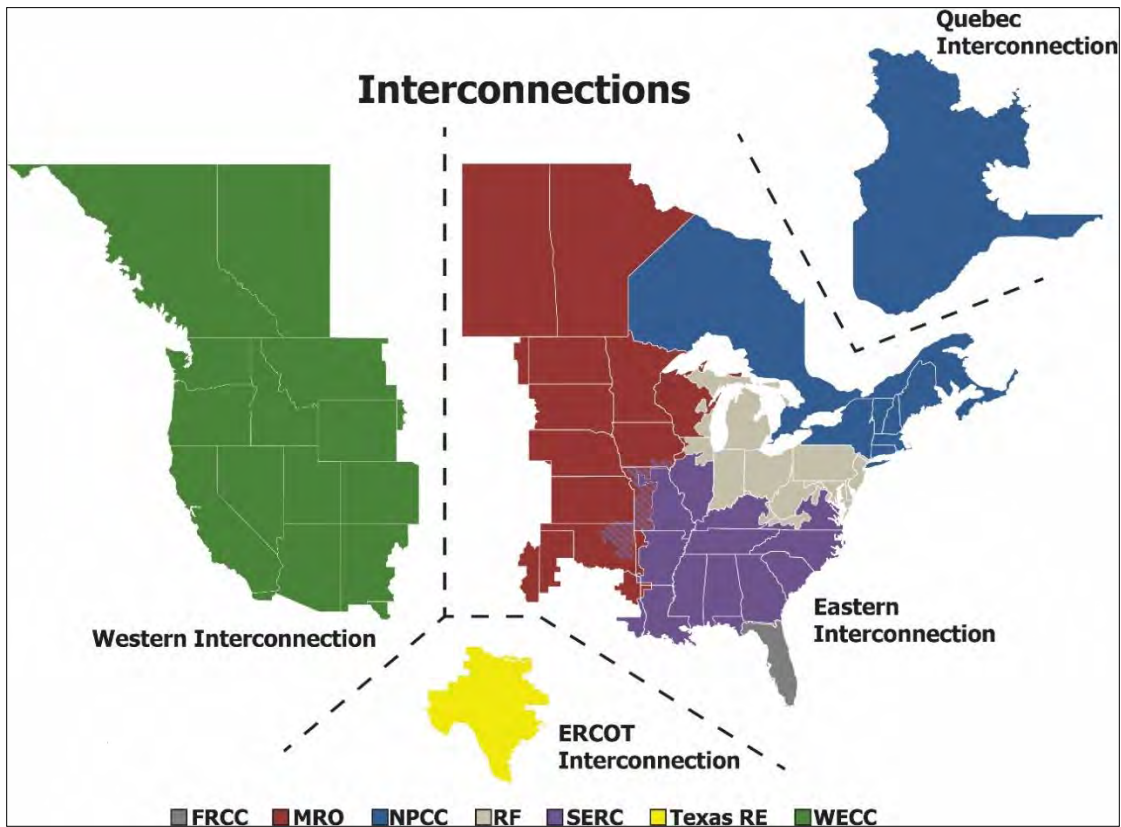 Quebec
Interconnection
Interconnections
Western Interconnection
Eastern
Interconnection
ERCOT
Interconnection
FRCC MRO NPCC RF SERC Texas RE WECC